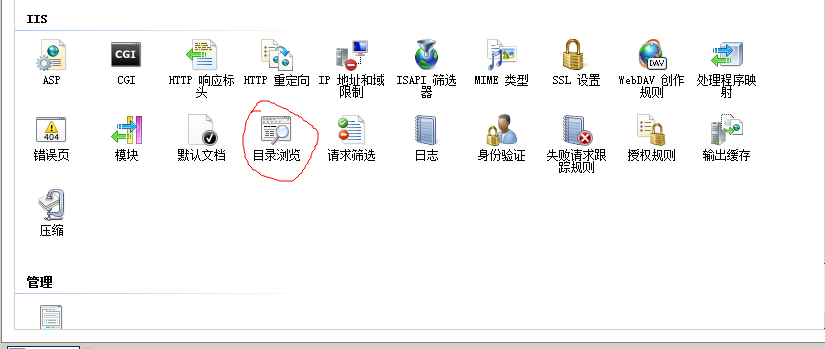 IIS
ASP
CGI
HTTP 响应标
头
HTTP 重定向
IP 地址和域
限制
ISAPI 筛选
器
MIME 类型
SSL 设置
WebDAV 创作
规则
DAV
处理程序映
射
404
错误页
模块
默认文档
目录浏览
请求筛选
日志
身份验证
失败请求跟
踪规则
授权规则
输出缓存
压缩
管理